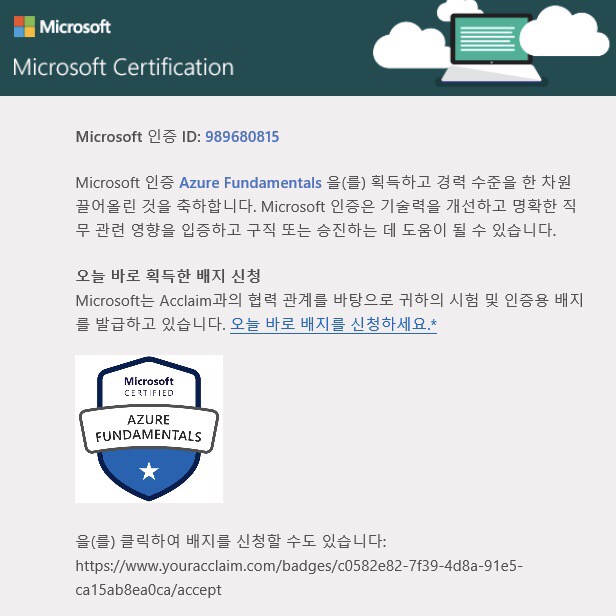 Microsoft
Microsoft Certification
Microsoft 인증 ID: 989680815
Microsoft 인증 Azure Fundamentals 을(를) 획득하고 경력 수준을 한 차원
끌어올린 것을 축하합니다. Microsoft 인증은 기술력을 개선하고 명확한 직
무 관련 영향을 입증하고 구직 또는 승진하는 데 도움이 될 수 있습니다.
오늘 바로 획득한 배지 신청
Microsoft는 Acclaim과의 협력 관계를 바탕으로 귀하의 시험 및 인증용 배지
를 발급하고 있습니다. 오늘 바로 배지를 신청하세요.*
Microsoft
CERTIFIED
AZURE
FUNDAMENTALS
을(를) 클릭하여 배지를 신청할 수도 있습니다:
https://www.youracclaim.com/badges/c0582e82-7f39-4d8a-91e5-
ca15ab8ea0ca/accept